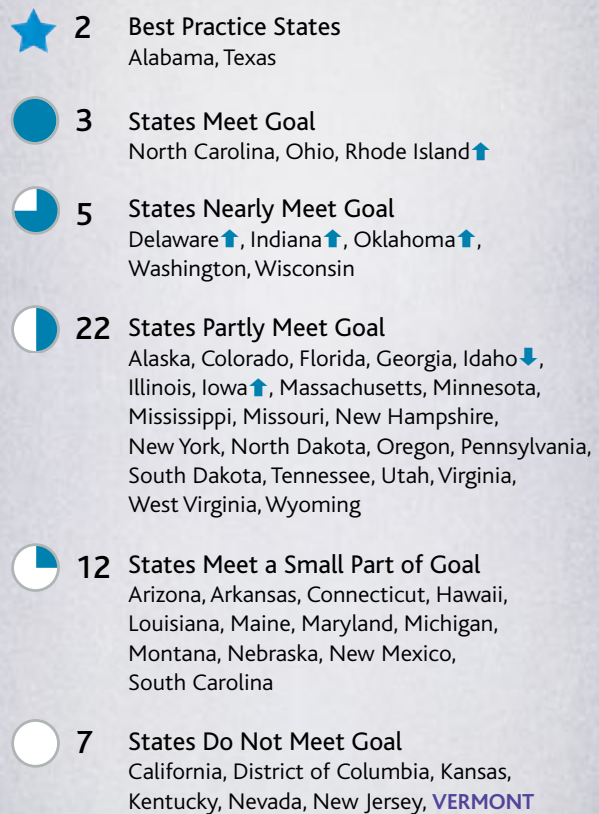 2 Best Practice States
Alabama, Texas
3 States Meet Goal
North Carolina, Ohio, Rhode Island⬆
5 States Nearly Meet Goal
Delaware⬆, Indiana⬆, Oklahoma⬆,
Washington, Wisconsin
22 States Partly Meet Goal
Alaska, Colorado, Florida, Georgia, Idaho⬇,
Illinois, Iowa⬆, Massachusetts, Minnesota,
Mississippi, Missouri, New Hampshire,
New York, North Dakota, Oregon, Pennsylvania,
South Dakota, Tennessee, Utah, Virginia,
West Virginia, Wyoming
12 States Meet a Small Part of Goal
Arizona, Arkansas, Connecticut, Hawaii,
Louisiana, Maine, Maryland, Michigan,
Montana, Nebraska, New Mexico,
South Carolina
7 States Do Not Meet Goal
California, District of Columbia, Kansas,
Kentucky, Nevada, New Jersey, VERMONT